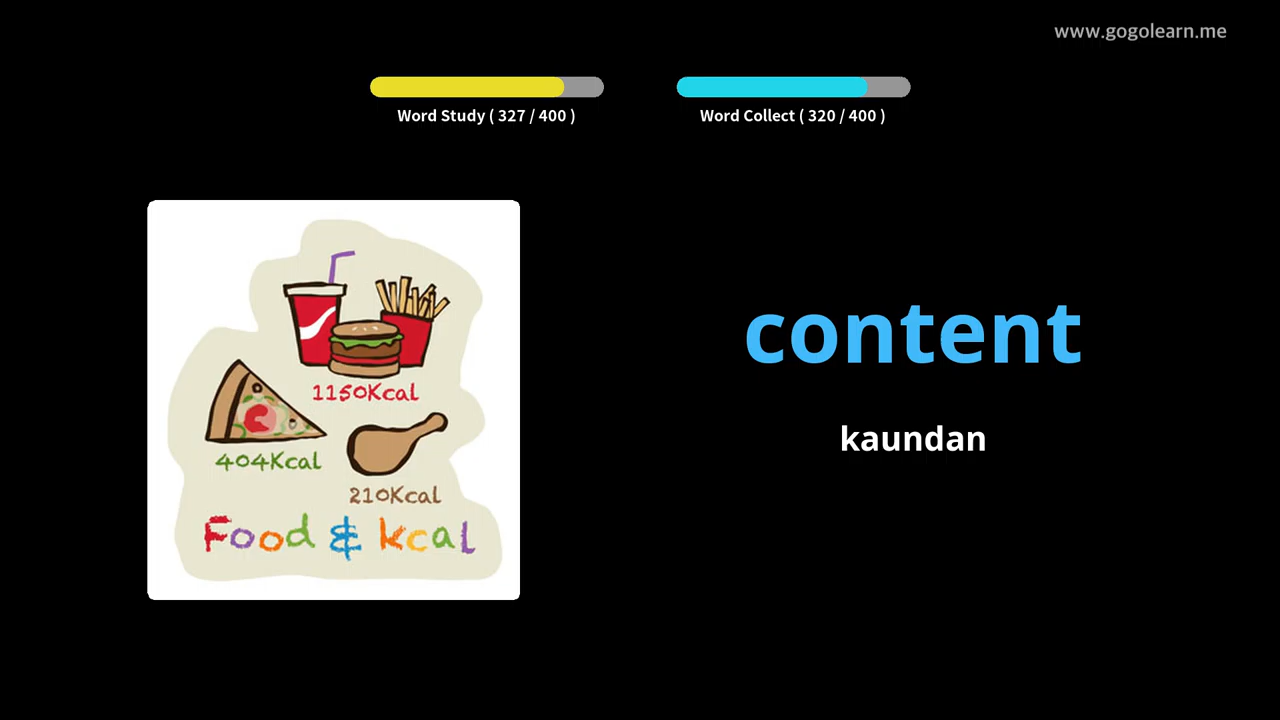 www.gogolearn.me
Word Study ( 327 / 400 )
Word Collect ( 320 / 400 )
1150Kcal
404Kcal
210Kcal
Food & kcal
content
kaundan